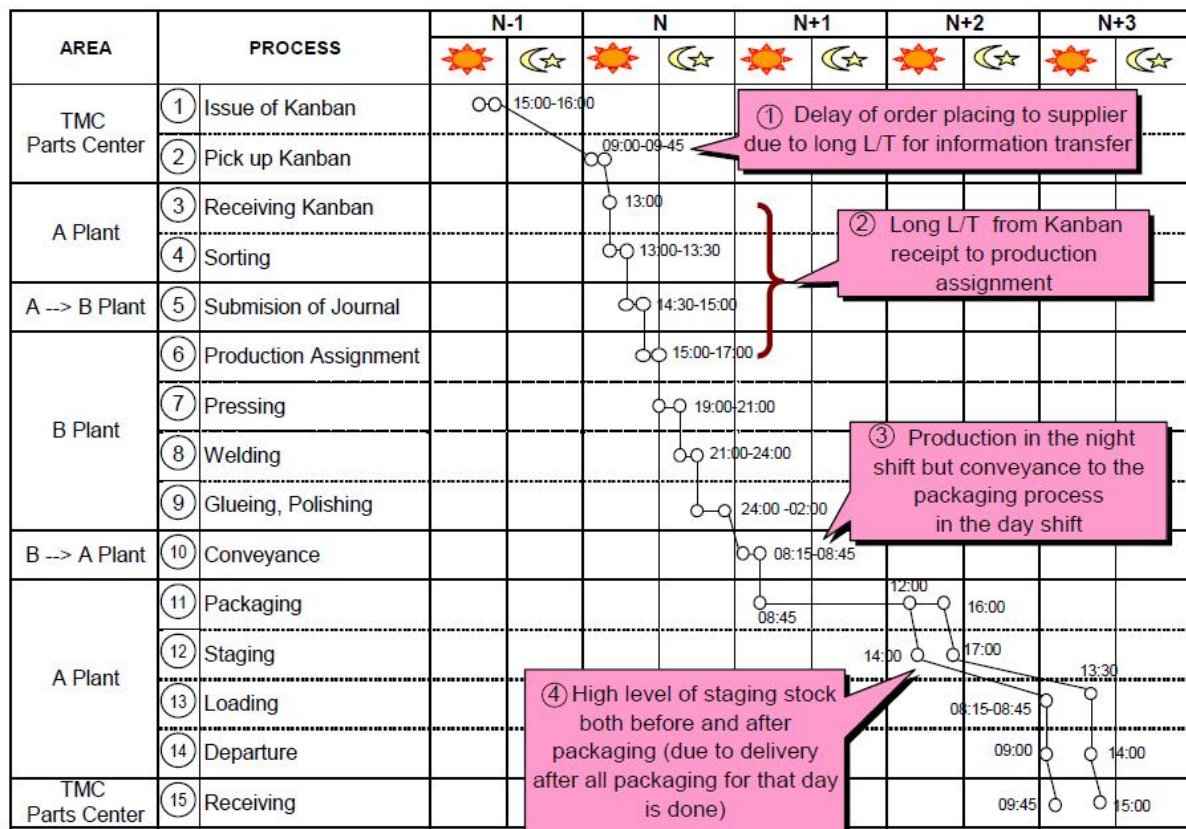 AREA PROCESS N-1 N N+1 N+2 N+3
TMC
Parts Center
① Issue of Kanban 15:00-16:00
② Pick up Kanban 09:00-09-45
① Delay of order placing to supplier
due to long L/T for information transfer
A Plant
③ Receiving Kanban 13:00
④ Sorting 13:00-13:30
② Long L/T from Kanban
receipt to production
assignment
A --> B Plant ⑤ Submision of Journal 14:30-15:00
B Plant
⑥ Production Assignment 15:00-17:00
⑦ Pressing 19:00-21:00
⑧ Welding 21:00-24:00
⑨ Glueing, Polishing 24:00 -02:00
③ Production in the night
shift but conveyance to the
packaging process
in the day shift
B --> A Plant ⑩ Conveyance 08:15-08:45
A Plant
⑪ Packaging 08:45 12:00 16:00
⑫ Staging 14:00 17:00
④ High level of staging stock
both before and after
packaging (due to delivery
after all packaging for that day
is done)
⑬ Loading 08:15-08:45 13:30
⑭ Departure 09:00 14:00
TMC
Parts Center
⑮ Receiving 09:45 15:00